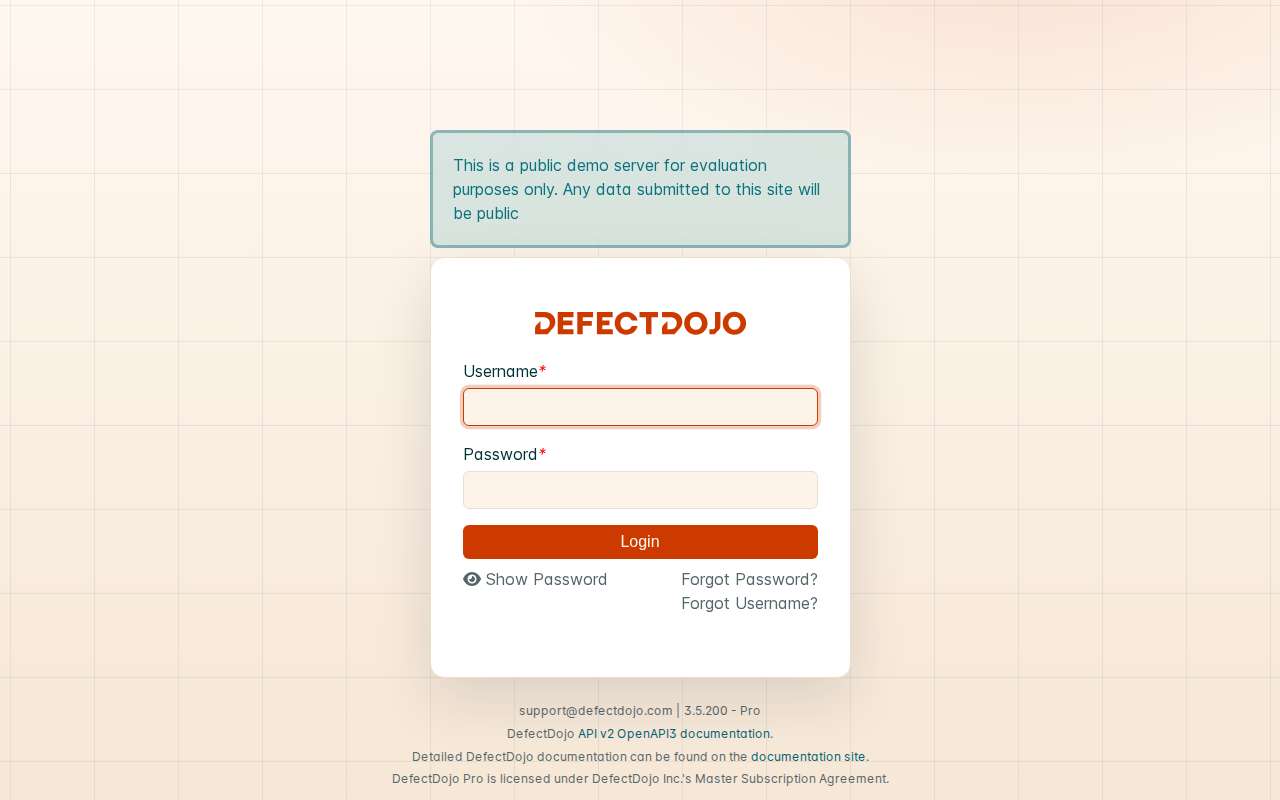 This is a public demo server for evaluation
purposes only. Any data submitted to this site will
be public
DEFECTDOJO
Username*
Password*
Login
Show Password
Forgot Password?
Forgot Username?
support@defectdojo.com | 3.5.200 - Pro
DefectDojo API v2 OpenAPI3 documentation.
Detailed DefectDojo documentation can be found on the documentation site.
DefectDojo Pro is licensed under DefectDojo Inc.'s Master Subscription Agreement.